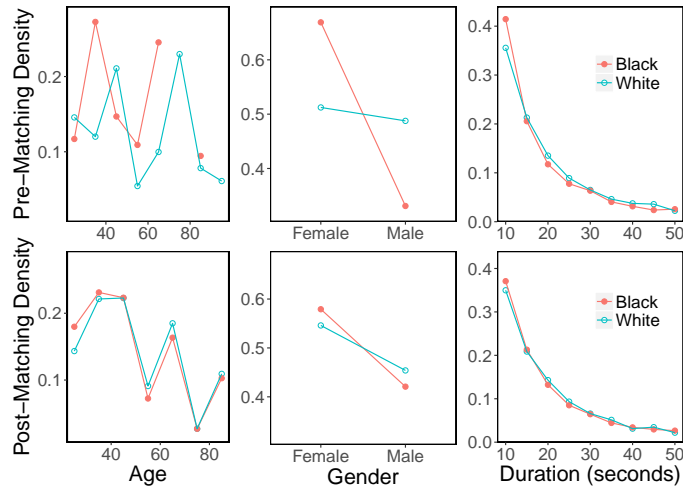 Pre−Matching Density
0.2
0.1
40
60
80
0.6
0.5
0.4
Female
Male
0.4
0.3
0.2
0.1
0.0
10
20
30
40
50
Black
White
Post−Matching Density
0.2
0.1
40
60
80
Age
0.6
0.5
0.4
Female
Male
Gender
0.4
0.3
0.2
0.1
0.0
10
20
30
40
50
Black
White
Duration (seconds)